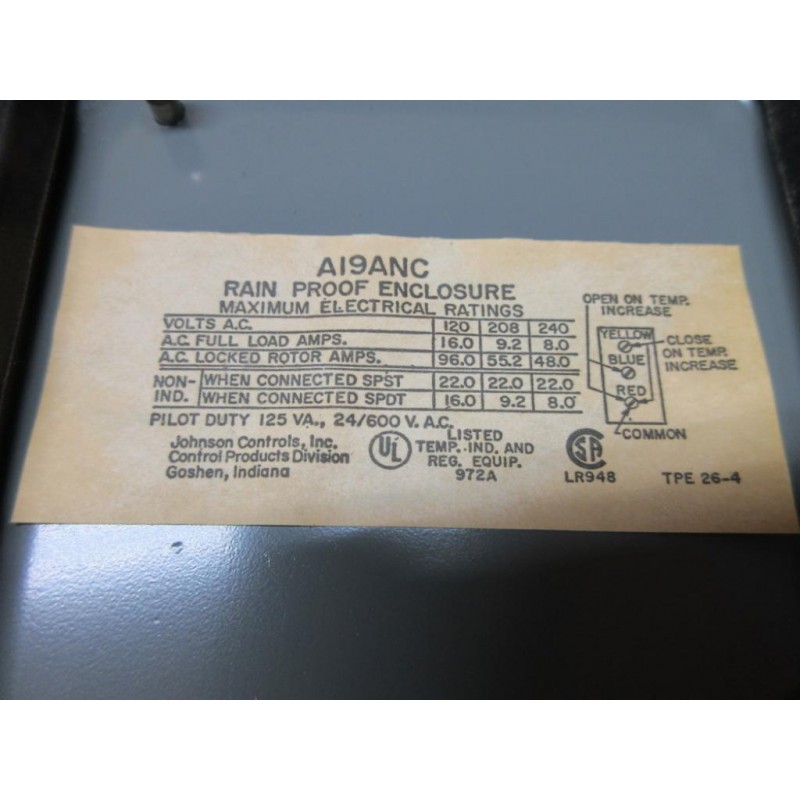 A19ANC
RAIN PROOF ENCLOSURE
MAXIMUM ELECTRICAL RATINGS
VOLTS A.C. 120 208 240
A.C. FULL LOAD AMPS. 16.0 9.2 8.0
A.C. LOCKED ROTOR AMPS. 96.0 55.2 48.0
NON-IND. WHEN CONNECTED SPST 22.0 22.0 22.0
WHEN CONNECTED SPDT 16.0 9.2 8.0
PILOT DUTY 125 VA., 24/600 V. A.C.
Johnson Controls, Inc.
Control Products Division
Goshen, Indiana
UL
LISTED
TEMP. IND. AND
REG. EQUIP.
972A
OPEN ON TEMP.
INCREASE
YELLOW
BLUE
RED
CLOSE
ON TEMP.
INCREASE
COMMON
SA
LR948
TPE 26-4